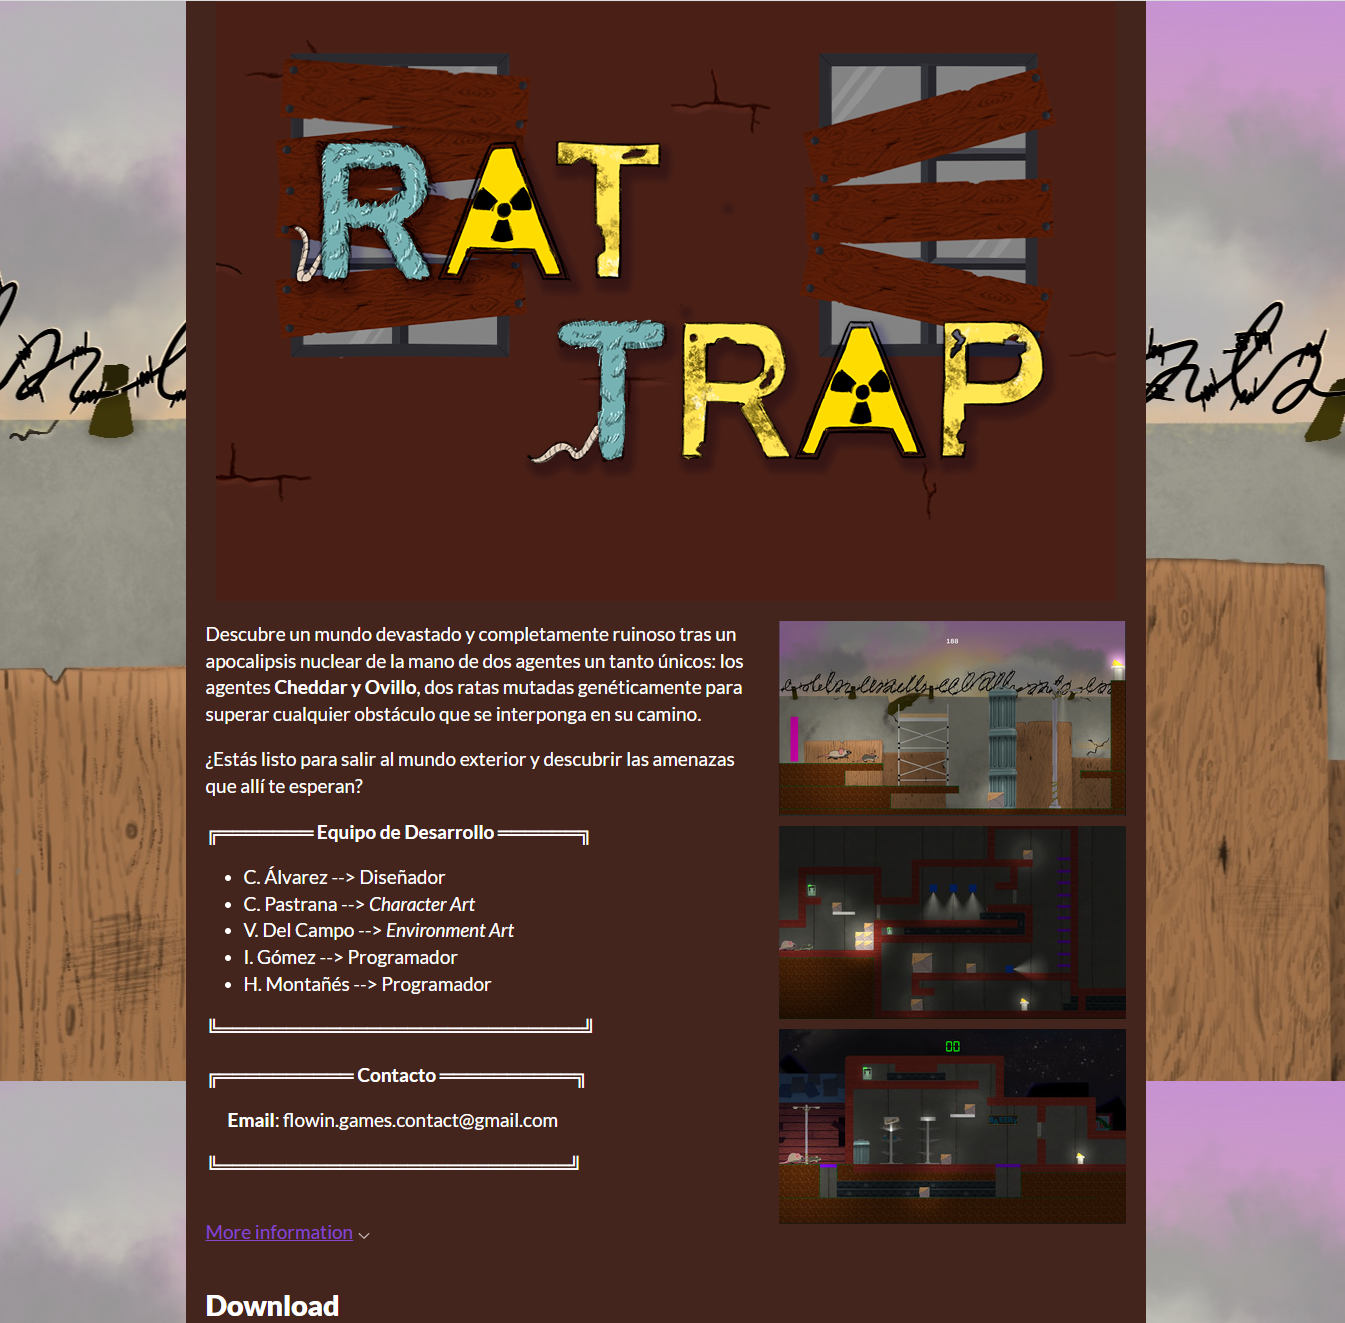 RAT
TRAP
Descubre un mundo devastado y completamente ruinoso tras un
apocalipsis nuclear de la mano de dos agentes un tanto únicos: los
agentes Cheddar y Ovillo, dos ratas mutadas genéticamente para
superar cualquier obstáculo que se interponga en su camino.
¿Estás listo para salir al mundo exterior y descubrir las amenazas
que allí te esperan?
╔═══════ Equipo de Desarrollo ═══════╗
• C. Álvarez --> Diseñador
• C. Pastrana --> Character Art
• V. Del Campo --> Environment Art
• I. Gómez --> Programador
• H. Montañés --> Programador
Contacto
Email: flowin.games.contact@gmail.com
More information
Download
188
00